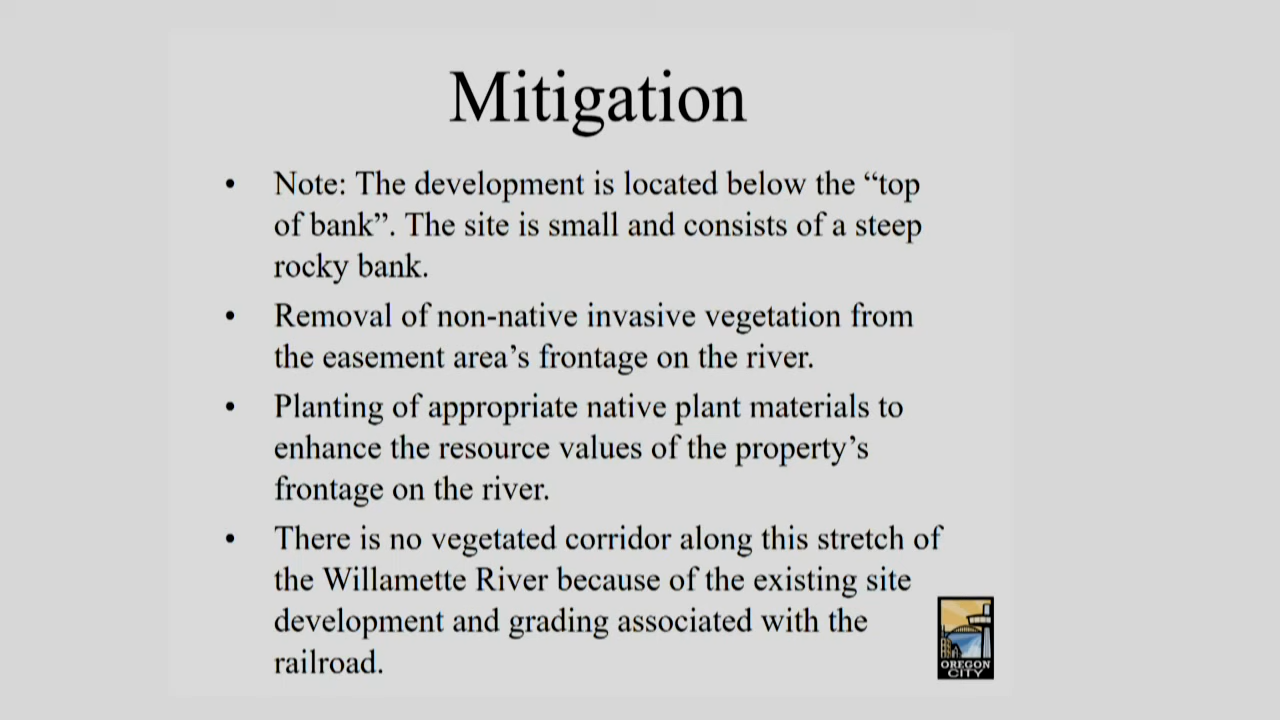 Mitigation
• Note: The development is located below the “top
of bank”. The site is small and consists of a steep
rocky bank.
• Removal of non-native invasive vegetation from
the easement area’s frontage on the river.
• Planting of appropriate native plant materials to
enhance the resource values of the property’s
frontage on the river.
• There is no vegetated corridor along this stretch of
the Willamette River because of the existing site
development and grading associated with the
railroad.
OREGON
CITY